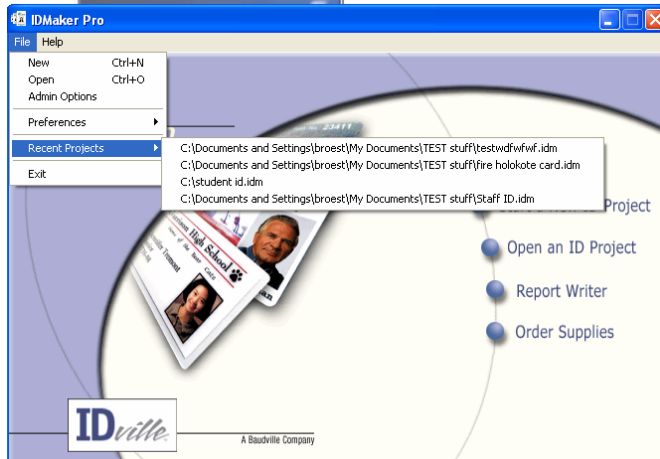 IDMaker Pro
File Help
New Ctrl+N
Open Ctrl+O
Admin Options
Preferences
Recent Projects
Exit
C:\Documents and Settings\broest\My Documents\TEST stuff\testwdfwfwf.idm
C:\Documents and Settings\broest\My Documents\TEST stuff\fire holokote card.idm
C:\student id.idm
C:\Documents and Settings\broest\My Documents\TEST stuff\Staff ID.idm
23411
High School
Project
Open an ID Project
Report Writer
Order Supplies
IDville
A Baudville Company